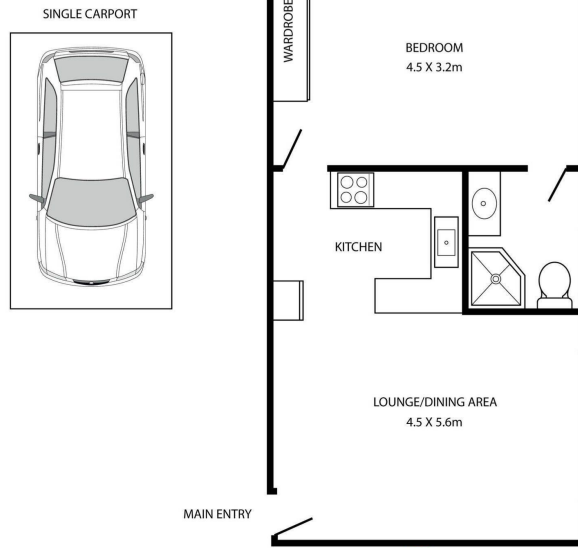 SINGLE CARPORT
WARDROBE
BEDROOM
4.5 X 3.2m
KITCHEN
LOUNGE/DINING AREA
4.5 X 5.6m
MAIN ENTRY